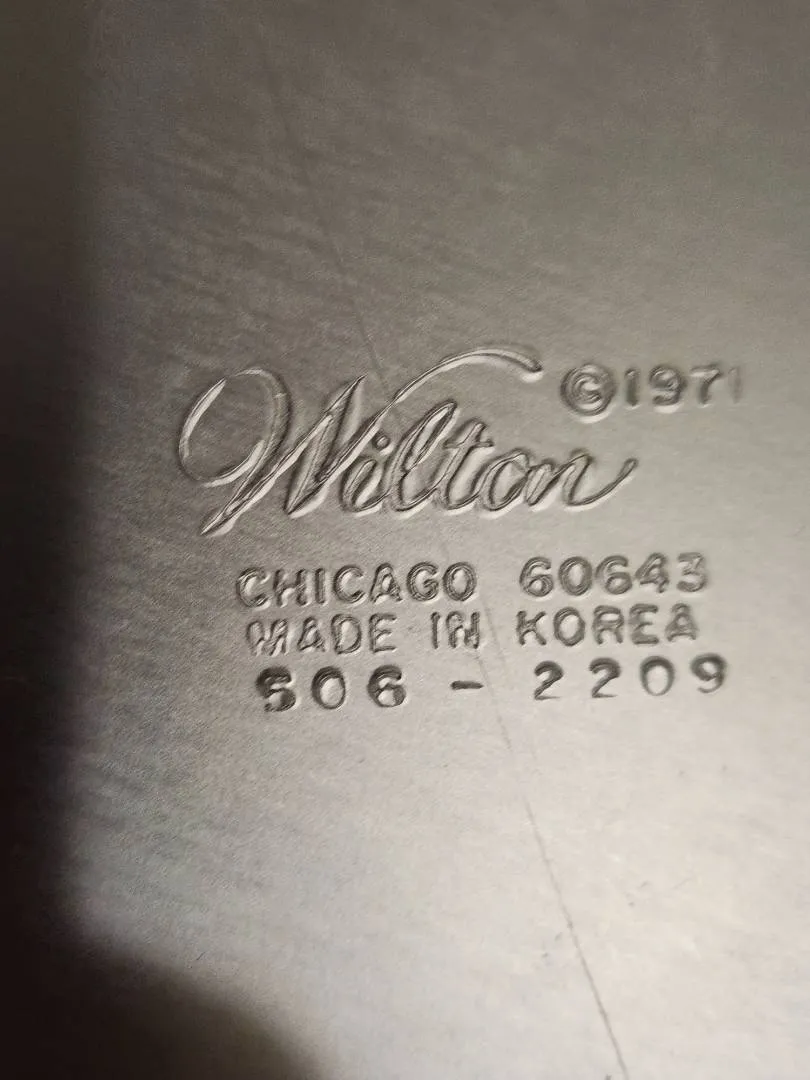 Wilton ©1971
CHICAGO 60643
MADE IN KOREA
506 - 2209